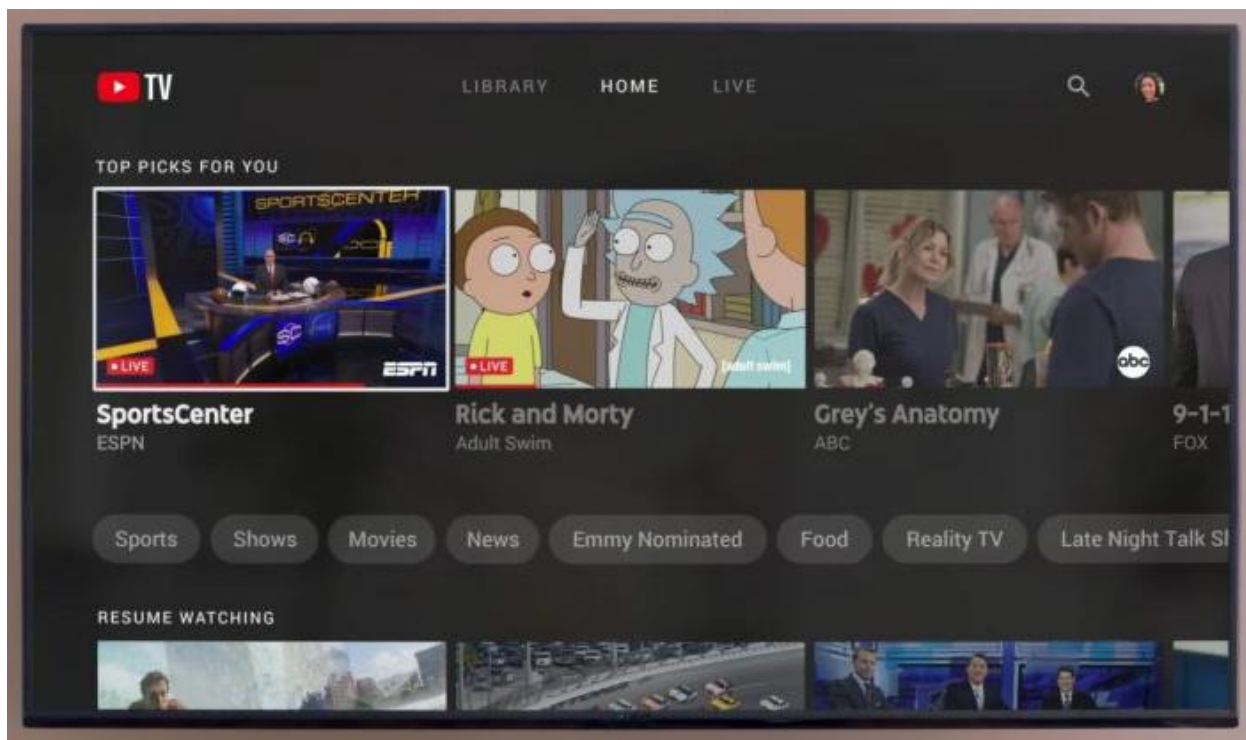 TV
LIBRARY HOME LIVE
TOP PICKS FOR YOU
SPORTSCENTER
SC
SC
LIVE
ESPN
LIVE
[adult swim]
abc
SportsCenter
Rick and Morty
Grey's Anatomy
9-1-1
ESPN
Adult Swim
ABC
FOX
Sports Shows Movies News Emmy Nominated Food Reality TV Late Night Talk
RESUME WATCHING